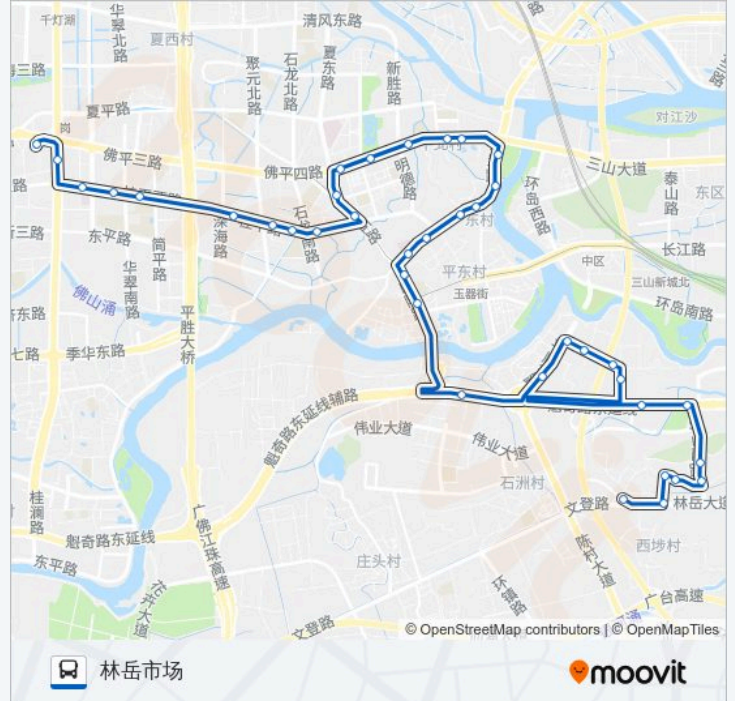 千灯湖
华翠北路
夏西村
清风东路
聚元北路
石龙北路
夏东路
新胜路
夏平路
岗
佛平三路
佛平四路
明德路
三山大道
对江沙
泰山路
东区
环岛西路
深海路
东平路
简平路
华翠南路
佛山涌
平胜大桥
季华东路
七路
东村
平东村
玉器街
长江路
中区
三山新城北
环岛南路
魁奇路东延线辅路
伟业大道
伟业大道
石洲村
文登路
林岳大道
西埗村
陈村大道
广台高速
桂澜路
魁奇路东延线
东平路
广佛江珠高速
花卉大道
庄头村
文登路
环镇路
© OpenStreetMap contributors | © OpenMapTiles
林岳市场
moovit